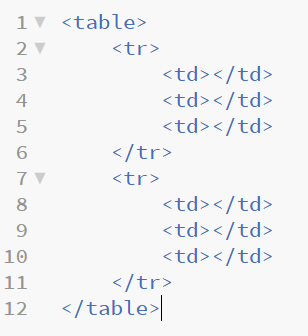 1 <table>
2 <tr>
3 <td></td>
4 <td></td>
5 <td></td>
6 </tr>
7 <tr>
8 <td></td>
9 <td></td>
10 <td></td>
11 </tr>
12 </table>